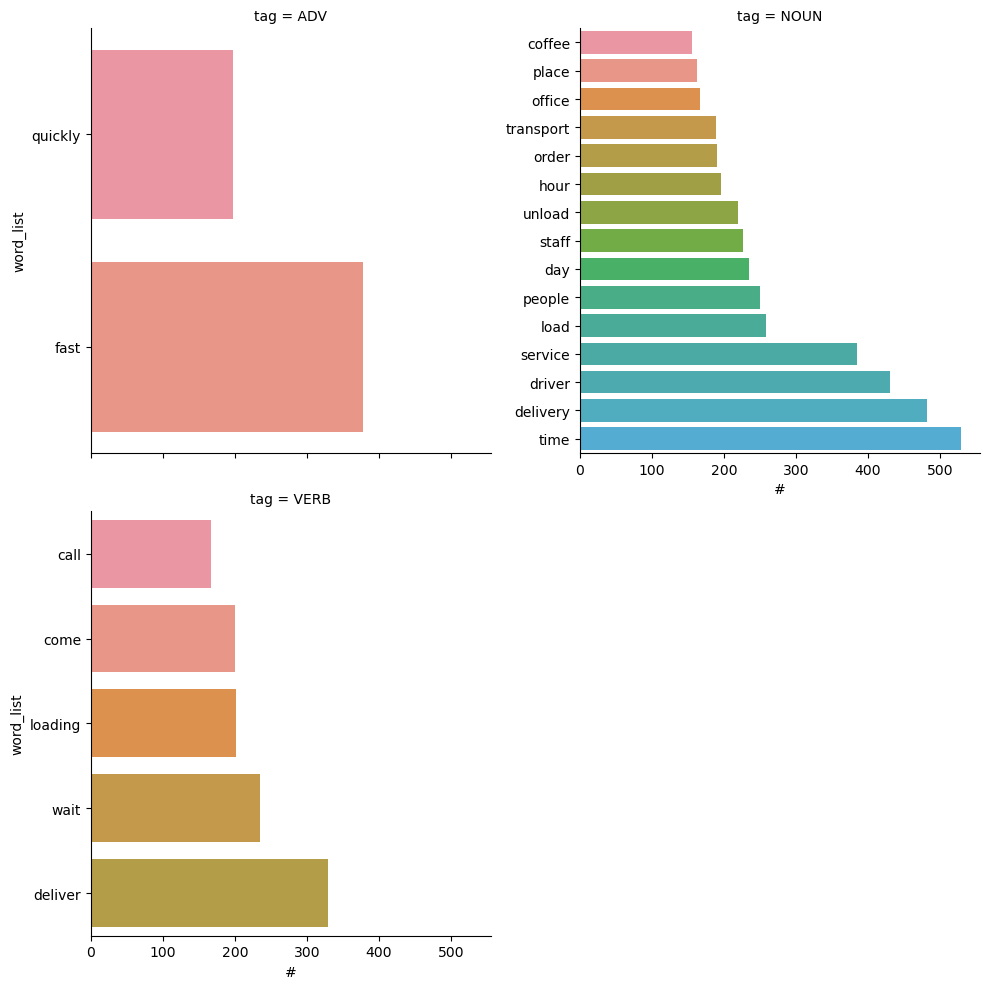 tag = ADV
word_list
quickly
fast
tag = NOUN
coffee
place
office
transport
order
hour
unload
staff
day
people
load
service
driver
delivery
time
0 100 200 300 400 500
#
tag = VERB
word_list
call
come
loading
wait
deliver
0 100 200 300 400 500
#